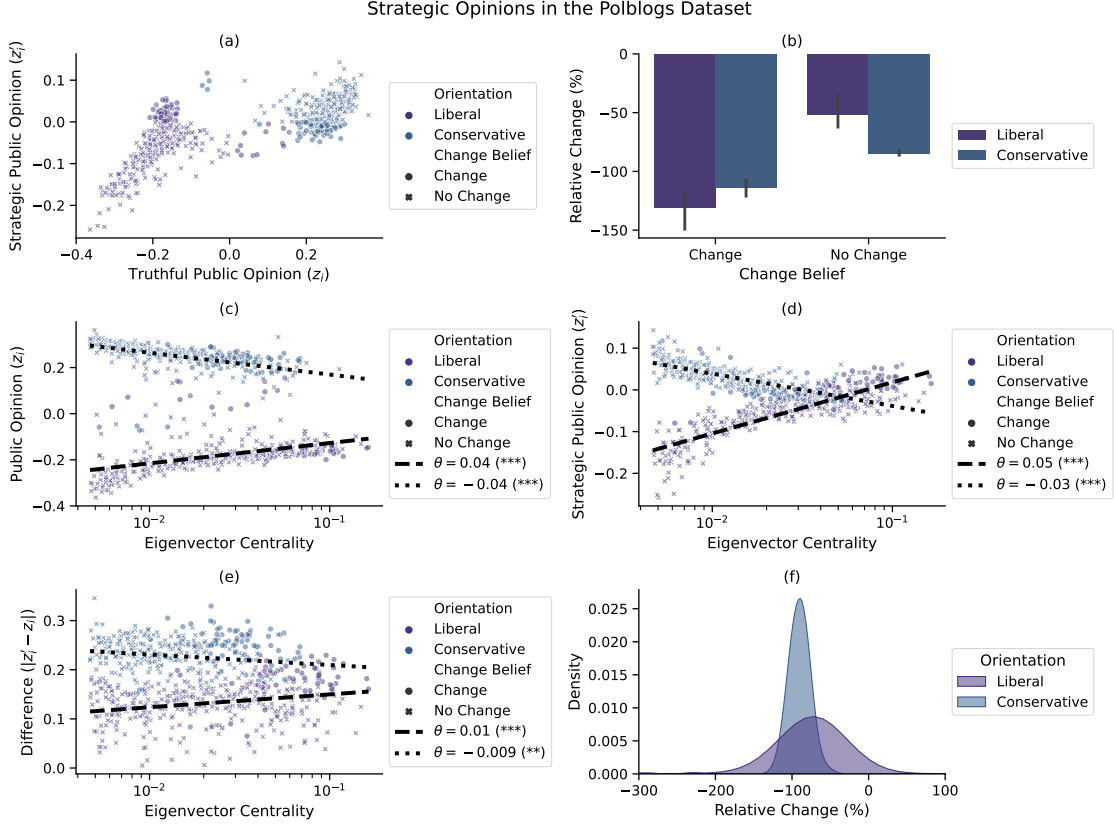 Strategic Opinions in the Polblogs Dataset
(a)
Strategic Public Opinion (z′ᵢ)
0.1
0.0
−0.1
−0.2
−0.4
−0.2
0.0
0.2
Truthful Public Opinion (zᵢ)
Orientation
Liberal
Conservative
Change Belief
Change
No Change
(b)
Relative Change (%)
0
−50
−100
−150
Change
No Change
Change Belief
Liberal
Conservative
(c)
Public Opinion (zᵢ)
0.2
0.0
−0.2
−0.4
10⁻²
10⁻¹
Eigenvector Centrality
Orientation
Liberal
Conservative
Change Belief
Change
No Change
θ = 0.04 (***)
θ = −0.04 (***)
(d)
Strategic Public Opinion (z′ᵢ)
0.1
0.0
−0.1
−0.2
10⁻²
10⁻¹
Eigenvector Centrality
Orientation
Liberal
Conservative
Change Belief
Change
No Change
θ = 0.05 (***)
θ = −0.03 (***)
(e)
Difference (|z′ᵢ − zᵢ|)
0.3
0.2
0.1
0.0
10⁻²
10⁻¹
Eigenvector Centrality
Orientation
Liberal
Conservative
Change Belief
Change
No Change
θ = 0.01 (***)
θ = −0.009 (**)
(f)
Density
0.025
0.020
0.015
0.010
0.005
0.000
−300
−200
−100
0
100
Relative Change (%)
Orientation
Liberal
Conservative